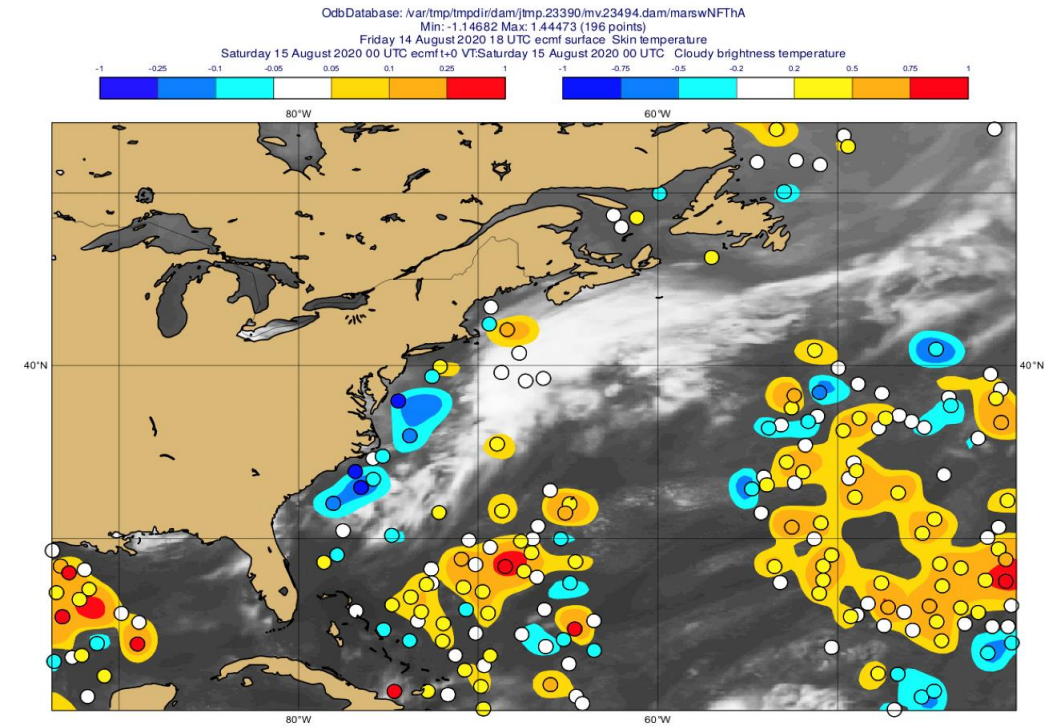 OdbDatabase: /var/tmp/tmpdir/dam/jtmp.23390/mv.23494.dam/marswNFThA
Min: -1.14682 Max: 1.44473 (196 points)
Friday 14 August 2020 18 UTC ecmf surface Skin temperature
Saturday 15 August 2020 00 UTC ecmf t+0 VT:Saturday 15 August 2020 00 UTC Cloudy brightness temperature
-1 -0.25 -0.1 -0.05 0.05 0.1 0.25 1 -1 -0.75 -0.5 -0.2 0.2 0.5 0.75 1
80°W 60°W
40°N 40°N
80°W 60°W